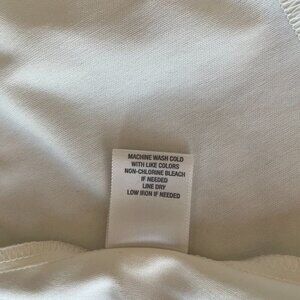 MACHINE WASH COLD
WITH LIKE COLORS
NON-CHLORINE BLEACH
IF NEEDED
LINE DRY
LOW IRON IF NEEDED